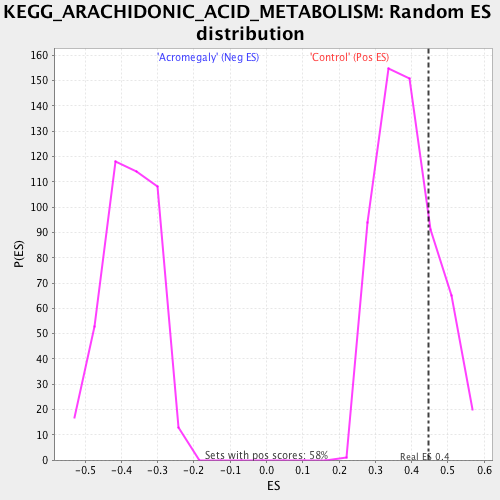 KEGG_ARACHIDONIC_ACID_METABOLISM: Random ES
distribution
'Acromegaly' (Neg ES)
'Control' (Pos ES)
160
150
140
130
120
110
100
90
80
70
60
50
40
30
20
10
0
P(ES)
Sets with pos scores: 58%
Real ES 0.4
-0.5 -0.4 -0.3 -0.2 -0.1 0.0 0.1 0.2 0.3 0.4 0.5 0.6
ES